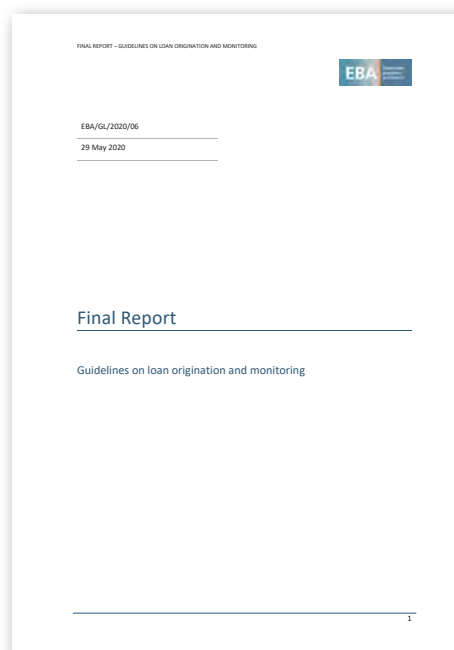 FINAL REPORT – GUIDELINES ON LOAN ORIGINATION AND MONITORING
EBA
EBA/GL/2020/06
29 May 2020
Final Report
Guidelines on loan origination and monitoring
1